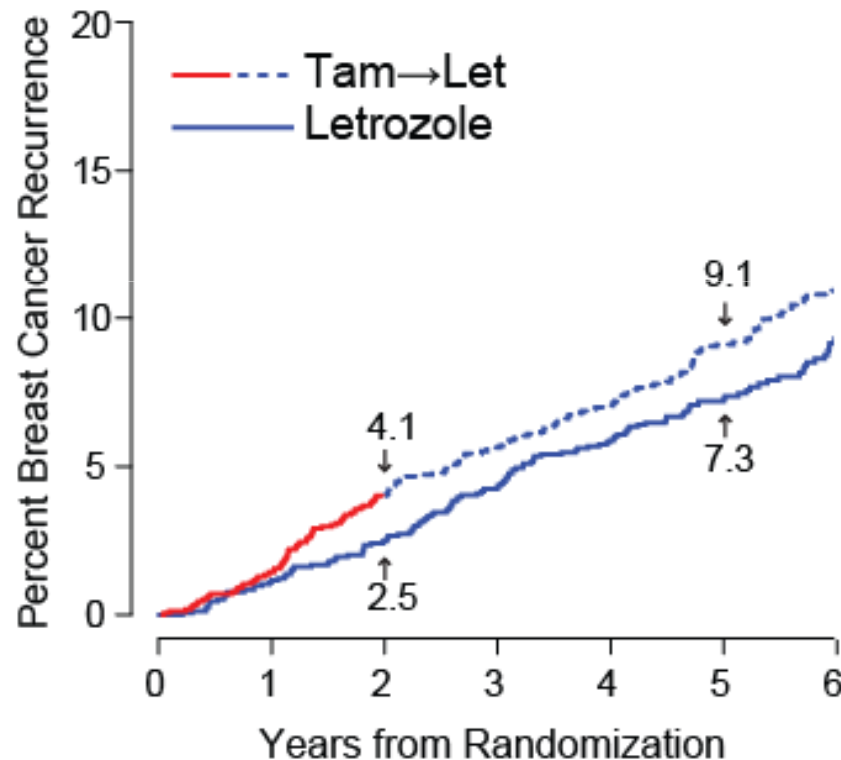 Percent Breast Cancer Recurrence
20
15
10
5
0
Tam→Let
Letrozole
4.1
2.5
9.1
7.3
0 1 2 3 4 5 6
Years from Randomization